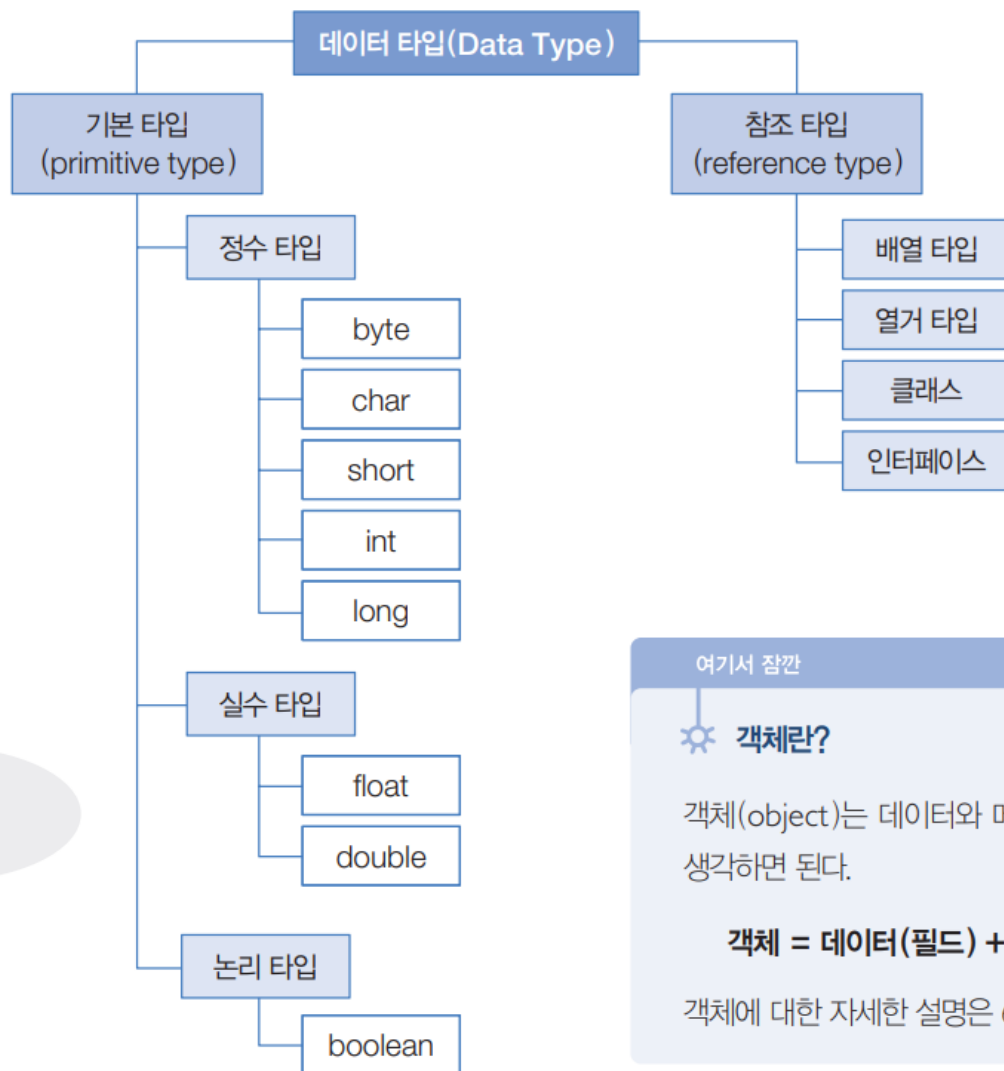 데이터 타입(Data Type)
기본 타입
(primitive type)
정수 타입
byte
char
short
int
long
실수 타입
float
double
논리 타입
boolean
참조 타입
(reference type)
배열 타입
열거 타입
클래스
인터페이스
여기서 잠깐
객체란?
객체(object)는 데이터와
생각하면 된다.
객체 = 데이터(필드) +
객체에 대한 자세한 설명은